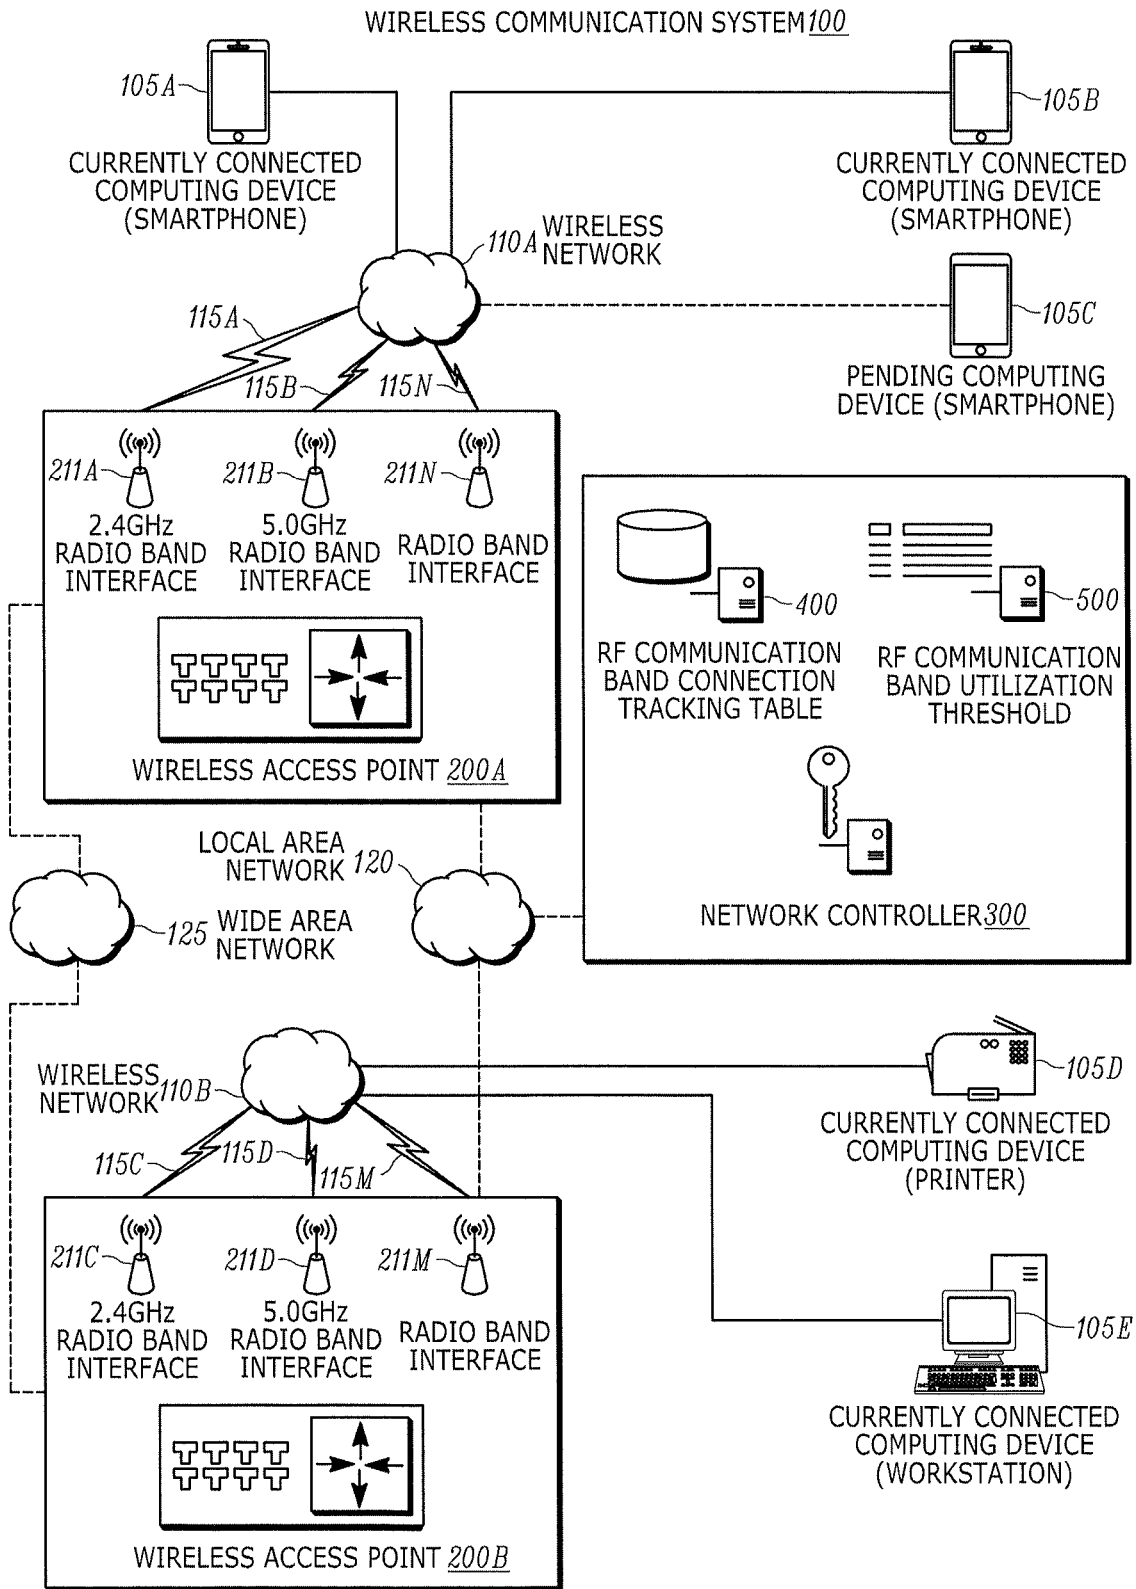 WIRELESS COMMUNICATION SYSTEM 100
105A
CURRENTLY CONNECTED
COMPUTING DEVICE
(SMARTPHONE)
105B
CURRENTLY CONNECTED
COMPUTING DEVICE
(SMARTPHONE)
110A
WIRELESS
NETWORK
105C
PENDING COMPUTING
DEVICE (SMARTPHONE)
115A
115B
115N
211A
2.4GHz
RADIO BAND
INTERFACE
211B
5.0GHz
RADIO BAND
INTERFACE
211N
RADIO BAND
INTERFACE
WIRELESS ACCESS POINT 200A
400
RF COMMUNICATION
BAND CONNECTION
TRACKING TABLE
500
RF COMMUNICATION
BAND UTILIZATION
THRESHOLD
NETWORK CONTROLLER 300
LOCAL AREA
NETWORK
120
125
WIDE AREA
NETWORK
WIRELESS
NETWORK
110B
105D
CURRENTLY CONNECTED
COMPUTING DEVICE
(PRINTER)
115C
115D
115M
211C
2.4GHz
RADIO BAND
INTERFACE
211D
5.0GHz
RADIO BAND
INTERFACE
211M
RADIO BAND
INTERFACE
105E
CURRENTLY CONNECTED
COMPUTING DEVICE
(WORKSTATION)
WIRELESS ACCESS POINT 200B